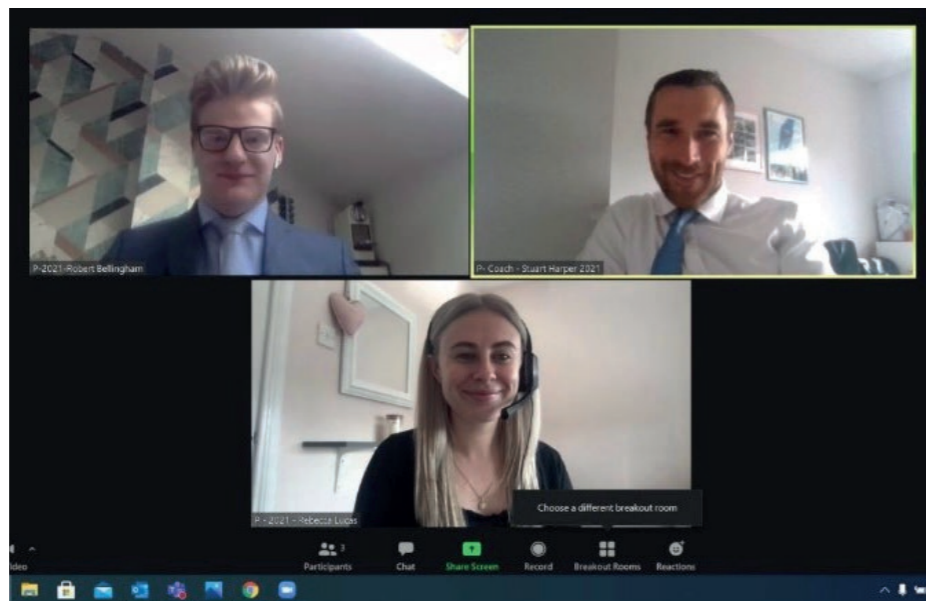 P-2021-Robert Bellingham
P- Coach - Stuart Harper 2021
P - 2021 - Rebecca Lucas
Choose a different breakout room
3
Participants
Chat
Share Screen
Record
Breakout Rooms
Reactions